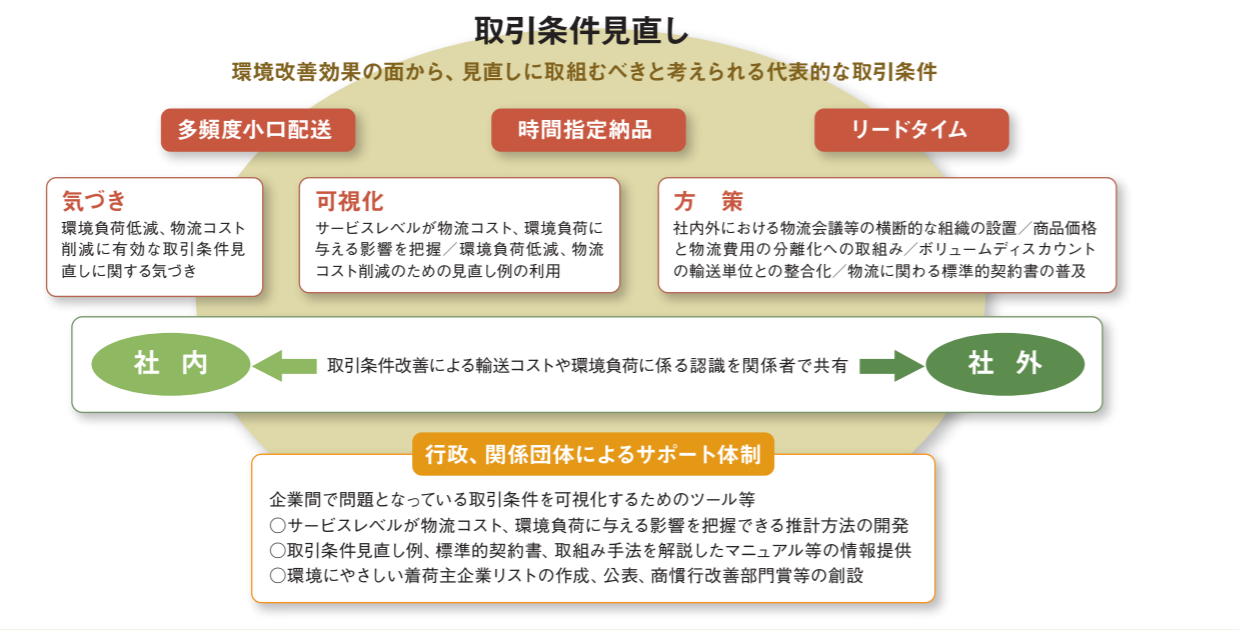 取引条件見直し
環境改善効果の面から、見直しに取組むべきと考えられる代表的な取引条件
多頻度小口配送
時間指定納品
リードタイム
気づき
環境負荷低減、物流コスト
削減に有効な取引条件見
直しに関する気づき
可視化
サービスレベルが物流コスト、環境負荷に
与える影響を把握／環境負荷低減、物流
コスト削減のための見直し例の利用
方　策
社内外における物流会議等の横断的な組織の設置／商品価格
と物流費用の分離化への取組み／ボリュームディスカウント
の輸送単位との整合化／物流に関わる標準的契約書の普及
社　内
取引条件改善による輸送コストや環境負荷に係る認識を関係者で共有
社　外
行政、関係団体によるサポート体制
企業間で問題となっている取引条件を可視化するためのツール等
○サービスレベルが物流コスト、環境負荷に与える影響を把握できる推計方法の開発
○取引条件見直し例、標準的契約書、取組み手法を解説したマニュアル等の情報提供
○環境にやさしい着荷主企業リストの作成、公表、商慣行改善部門賞等の創設